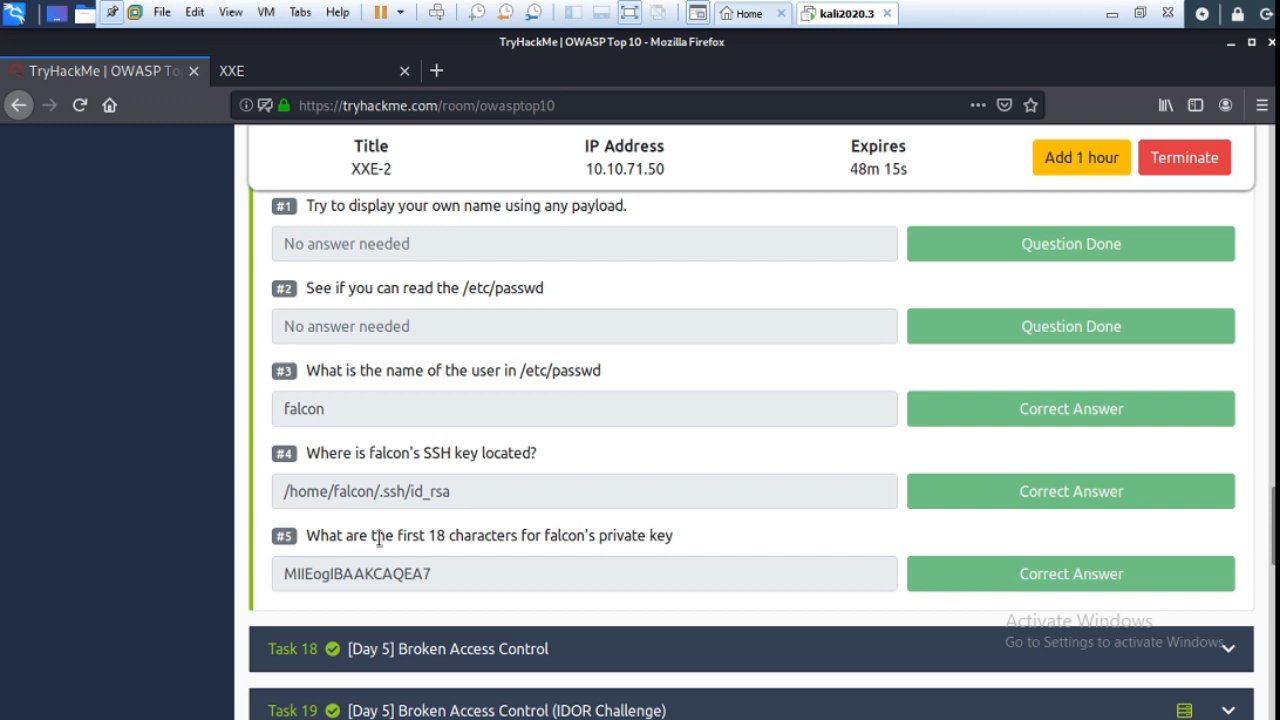 File Edit View VM Tabs Help Home kali2020.3
TryHackMe | OWASP Top 10 - Mozilla Firefox
TryHackMe | OWASP To XXE
https://tryhackme.com/room/owasptop10
Title IP Address Expires
XXE-2 10.10.71.50 48m 15s
Add 1 hour Terminate
#1 Try to display your own name using any payload.
No answer needed Question Done
#2 See if you can read the /etc/passwd
No answer needed Question Done
#3 What is the name of the user in /etc/passwd
falcon Correct Answer
#4 Where is falcon's SSH key located?
/home/falcon/.ssh/id_rsa Correct Answer
#5 What are the first 18 characters for falcon's private key
MIIEogIBAAKCAQEA7 Correct Answer
Activate Windows
Go to Settings to activate Windows.
Task 18 [Day 5] Broken Access Control
Task 19 [Day 5] Broken Access Control (IDOR Challenge)